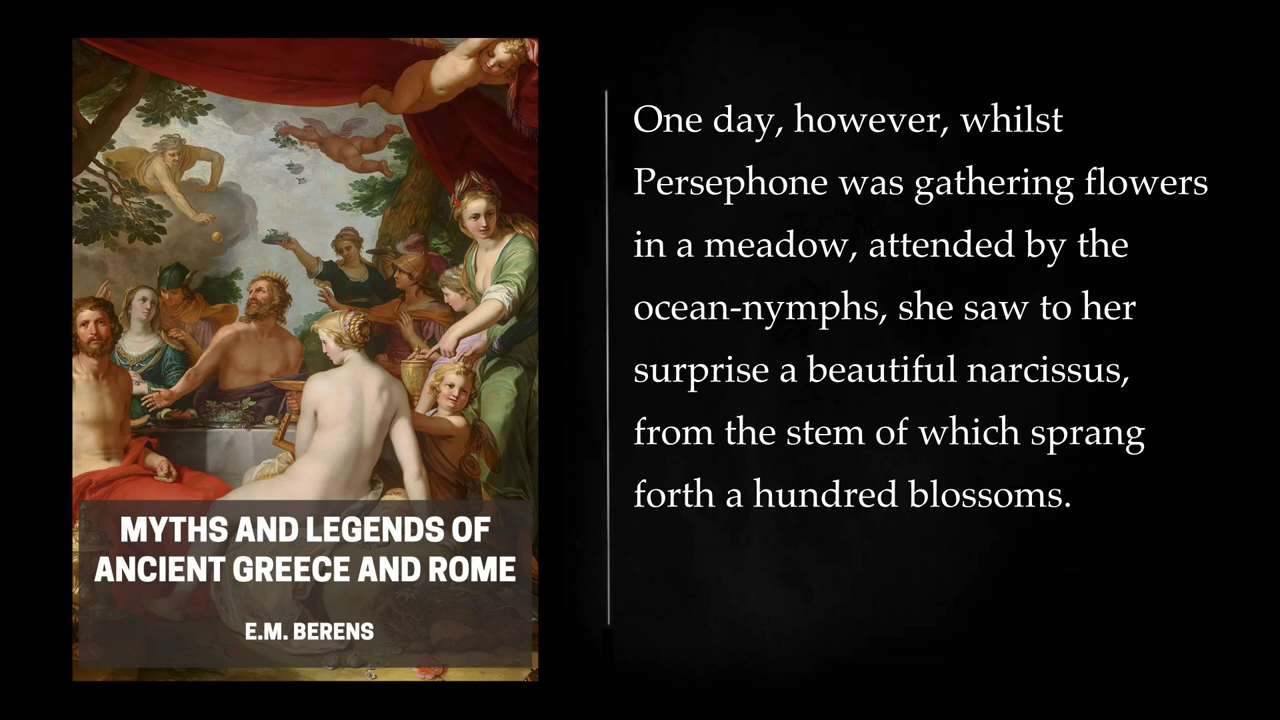 MYTHS AND LEGENDS OF
ANCIENT GREECE AND ROME
E.M. BERENS
One day, however, whilst
Persephone was gathering flowers
in a meadow, attended by the
ocean-nymphs, she saw to her
surprise a beautiful narcissus,
from the stem of which sprang
forth a hundred blossoms.